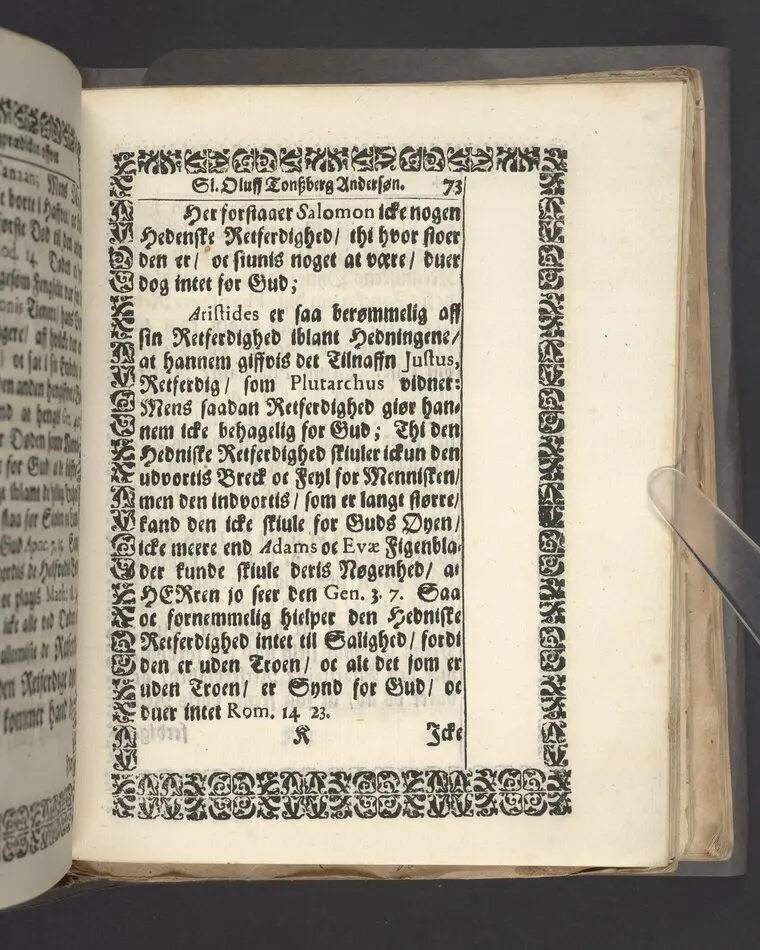 Sl. Oluff Tonßberg Andersøn. 73
Her forstaaer Salomon icke nogen
Hedenske Retferdighed/ thi hvor stoer
den er/ oc siunis noget at være/ duer
dog intet for Gud;
Aristides er saa berømmelig aff
sin Retferdighed iblant Hedningene/
at hannem giffvis det Tilnaffn Justus,
Retferdig/ som Plutarchus vidner:
Mens saadan Retferdighed giør han-
nem icke behagelig for Gud; Thi den
Hedniske Retferdighed skiuler ickun den
udvortis Breck oc Feyl for Mennisken/
men den indvortis/ som er langt større/
kand den icke skiule for Guds Øyen/
icke meere end Adams oc Evæ Figenbla-
der kunde skiule deris Nøgenhed/ at
HERren jo seer den Gen. 3. 7. Saa
oc fornemmelig hielper den Hedniske
Retferdighed intet til Salighed/ fordi
den er uden Troen/ oc alt det som er
uden Troen/ er Synd for Gud/ oc
duer intet Rom. 14 23.
K Icke